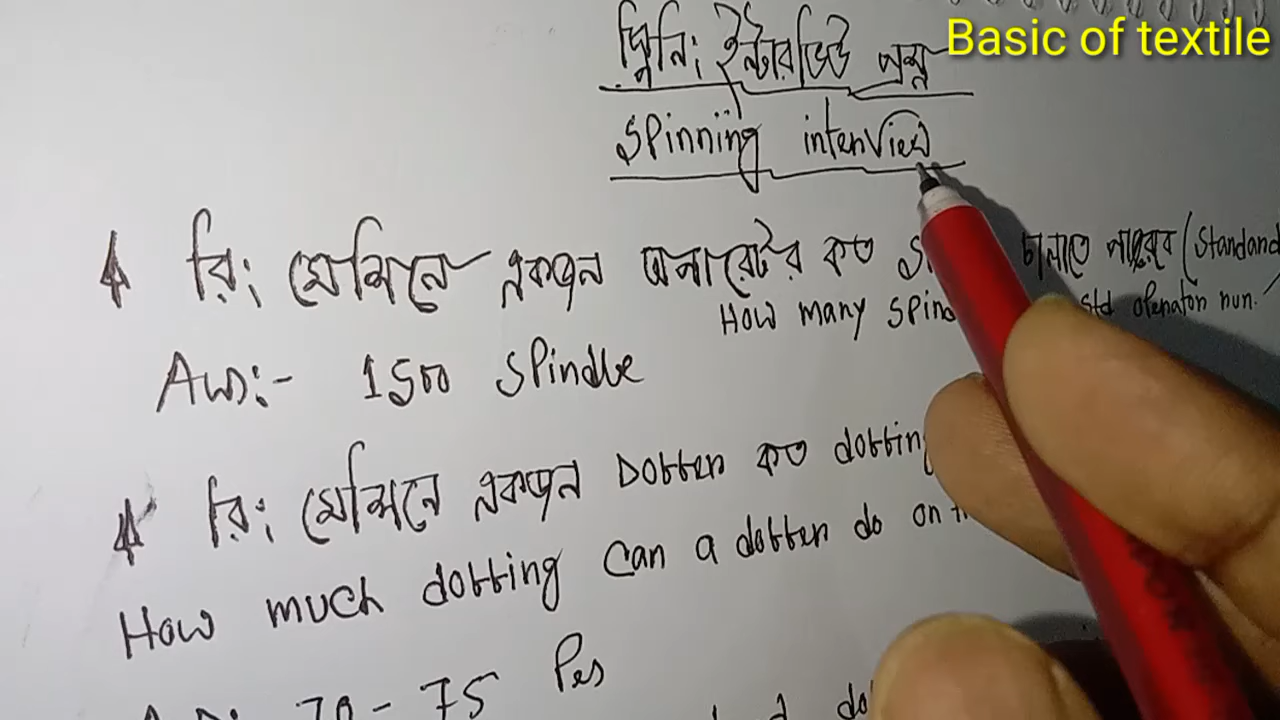 Basic of textile
স্পিনিং ইন্টারভিউ প্রশ্ন
Spinning interview
রিং মেশিনে একজন অপারেটর কত চালাতে পারবে (Standard
How many Spin std operator run.
Ans:- 1500 Spindle
রিং মেশিনে একজন Doffer কত doffing
How much doffing can a doffer do on
70 - 75 Pes